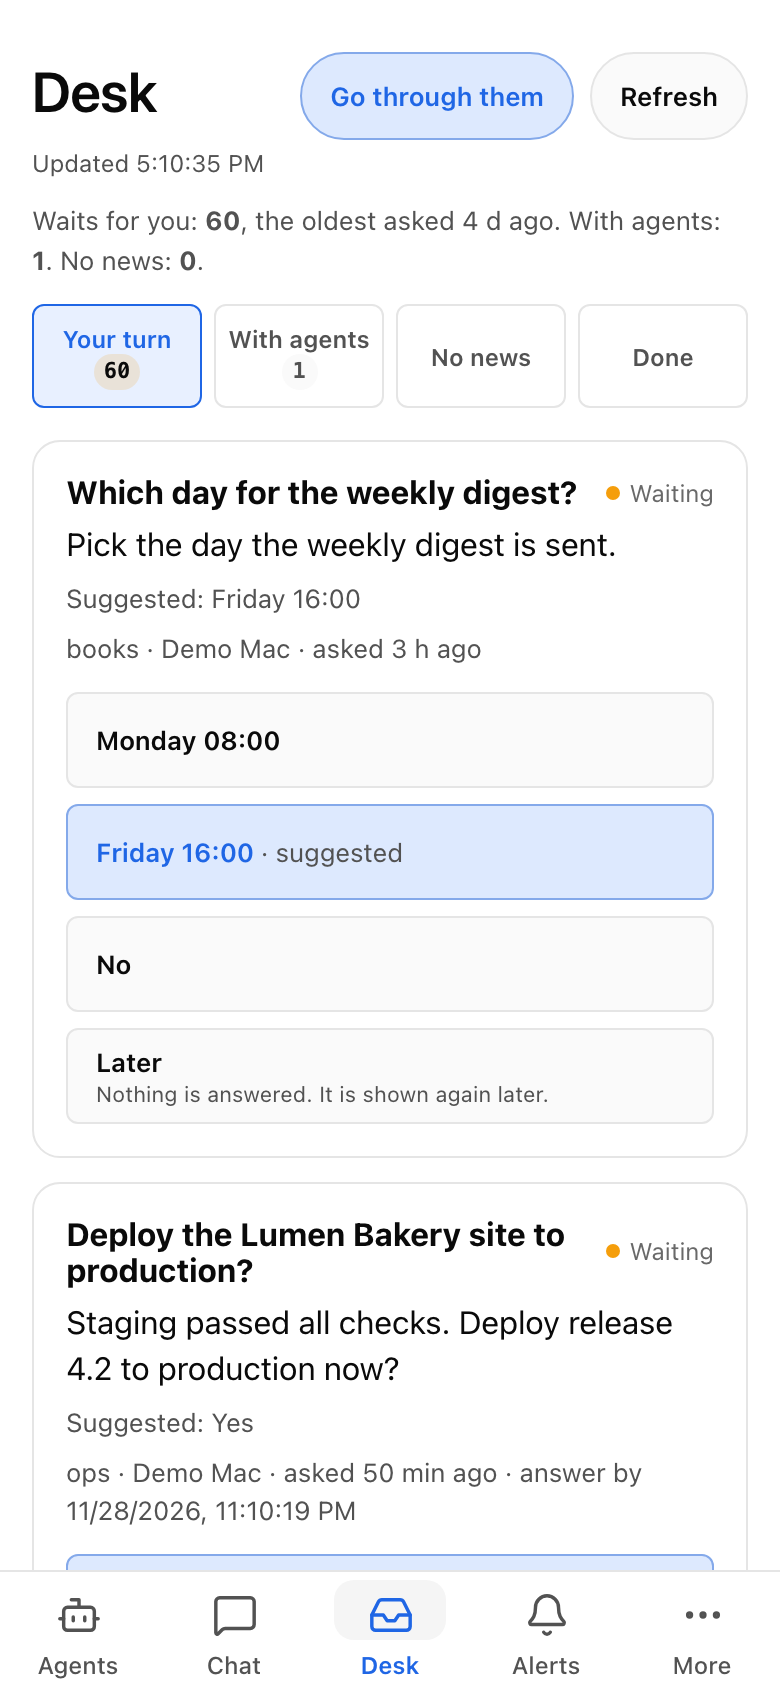 Desk
Go through them
Refresh
Updated 5:10:35 PM
Waits for you: 60, the oldest asked 4 d ago. With agents:
1. No news: 0.
Your turn
60
With agents
1
No news
Done
Which day for the weekly digest?
Waiting
Pick the day the weekly digest is sent.
Suggested: Friday 16:00
books · Demo Mac · asked 3 h ago
Monday 08:00
Friday 16:00 · suggested
No
Later
Nothing is answered. It is shown again later.
Deploy the Lumen Bakery site to
production?
Waiting
Staging passed all checks. Deploy release
4.2 to production now?
Suggested: Yes
ops · Demo Mac · asked 50 min ago · answer by
11/28/2026, 11:10:19 PM
Agents
Chat
Desk
Alerts
More